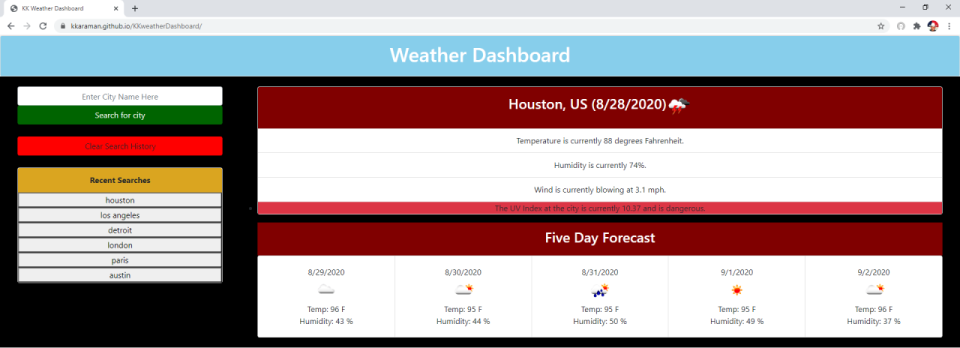 KK Weather Dashboard
kkaraman.github.io/KKweatherDashboard/
Weather Dashboard
Enter City Name Here
Search for city
Clear Search History
Recent Searches
houston
los angeles
detroit
london
paris
austin
Houston, US (8/28/2020)
Temperature is currently 88 degrees Fahrenheit.
Humidity is currently 74%.
Wind is currently blowing at 3.1 mph.
The UV Index at the city is currently 10.37 and is dangerous.
Five Day Forecast
8/29/2020
Temp: 96 F
Humidity: 43 %
8/30/2020
Temp: 95 F
Humidity: 44 %
8/31/2020
Temp: 95 F
Humidity: 50 %
9/1/2020
Temp: 95 F
Humidity: 49 %
9/2/2020
Temp: 96 F
Humidity: 37 %